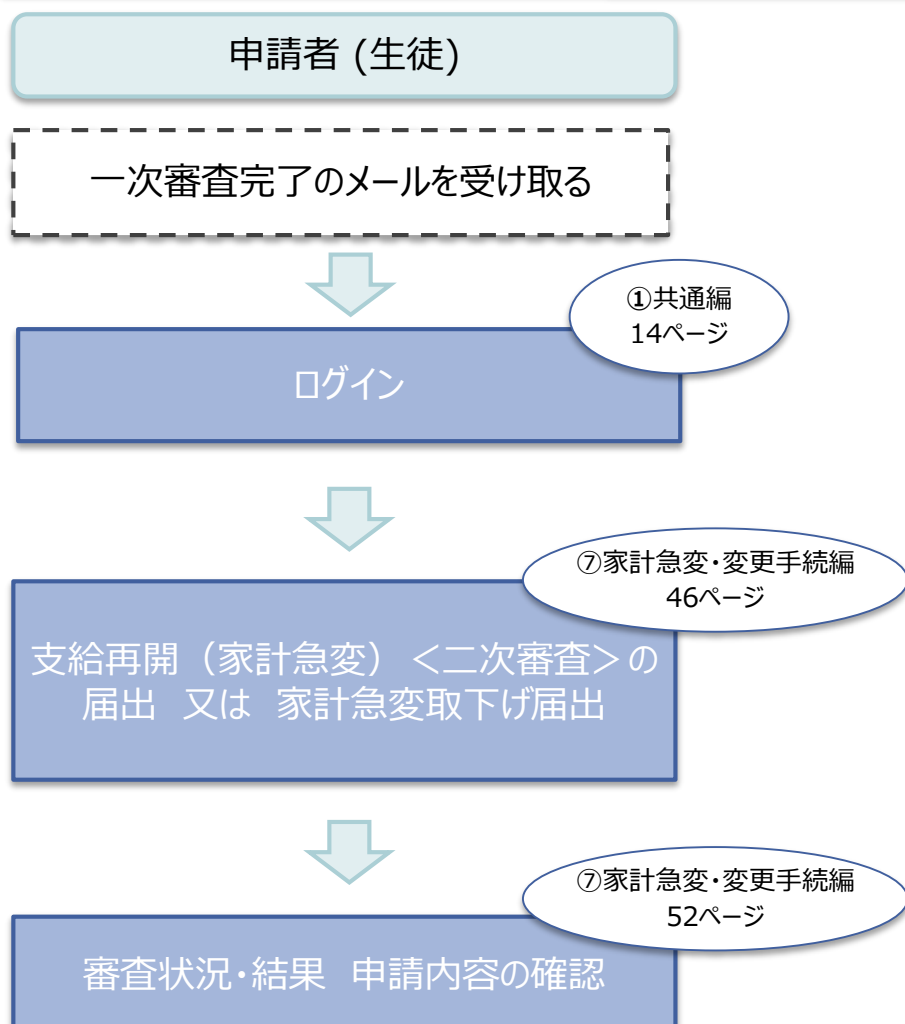 申請者 (生徒)
一次審査完了のメールを受け取る
①共通編
14ページ
ログイン
⑦家計急変・変更手続編
46ページ
支給再開（家計急変）＜二次審査＞の
届出　又は　家計急変取下げ届出
⑦家計急変・変更手続編
52ページ
審査状況・結果　申請内容の確認